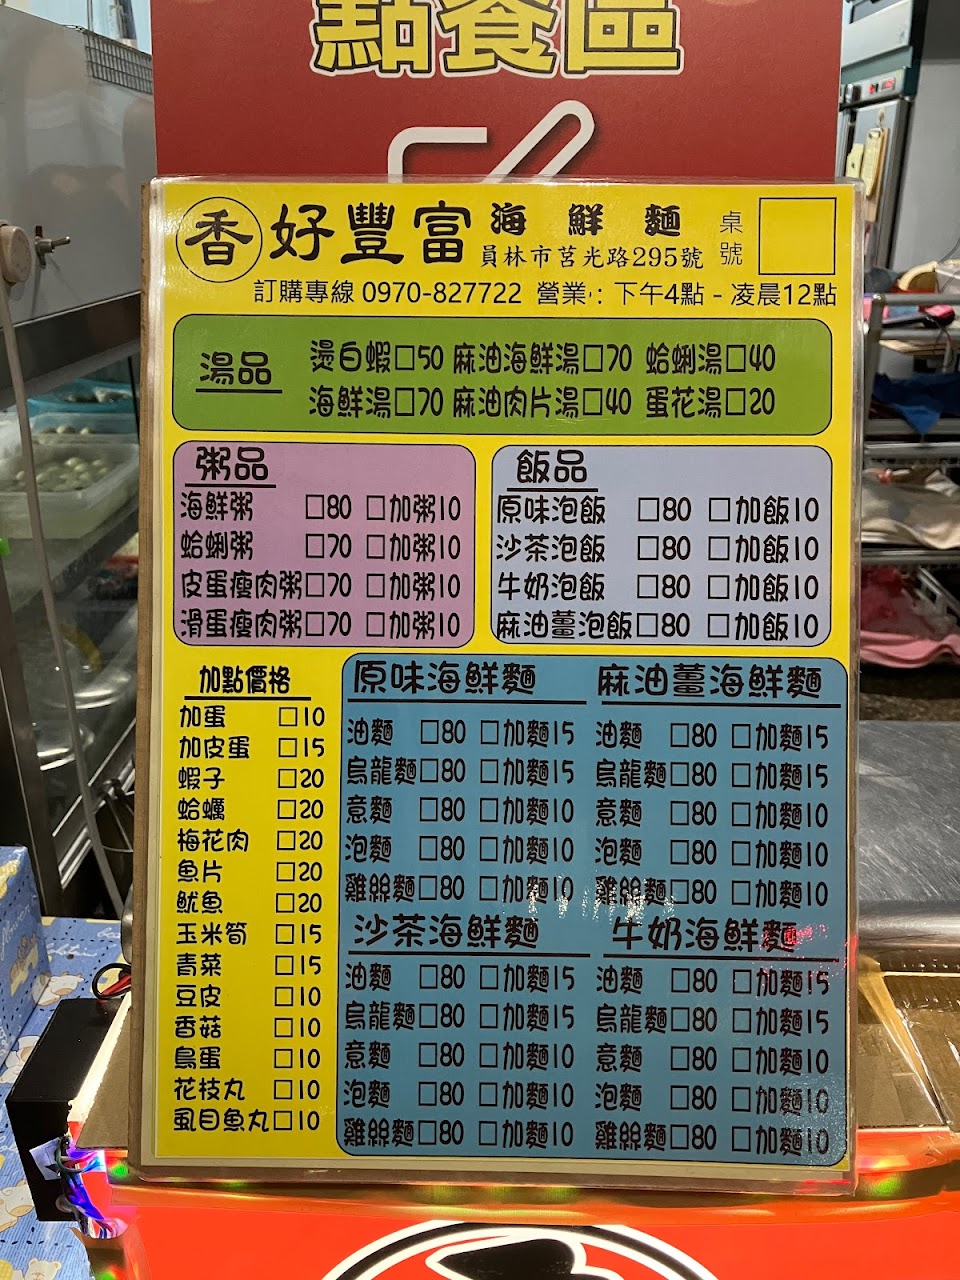 點餐區
香 好豐富 海鮮麵 桌號
員林市莒光路295號
訂購專線 0970-827722 營業: 下午4點 - 凌晨12點
湯品
燙白蝦□50 麻油海鮮湯□70 蛤蜊湯□40
海鮮湯□70 麻油肉片湯□40 蛋花湯□20
粥品
海鮮粥 □80 □加粥10
蛤蜊粥 □70 □加粥10
皮蛋瘦肉粥□70 □加粥10
滑蛋瘦肉粥□70 □加粥10
飯品
原味泡飯 □80 □加飯10
沙茶泡飯 □80 □加飯10
牛奶泡飯 □80 □加飯10
麻油薑泡飯□80 □加飯10
加點價格
加蛋 □10
加皮蛋 □15
蝦子 □20
蛤蠣 □20
梅花肉 □20
魚片 □20
魷魚 □20
玉米筍 □15
青菜 □15
豆皮 □10
香菇 □10
鳥蛋 □10
花枝丸 □10
虱目魚丸□10
原味海鮮麵
油麵 □80 □加麵15
烏龍麵□80 □加麵15
意麵 □80 □加麵10
泡麵 □80 □加麵10
雞絲麵□80 □加麵10
麻油薑海鮮麵
油麵 □80 □加麵15
烏龍麵□80 □加麵15
意麵 □80 □加麵10
泡麵 □80 □加麵10
雞絲麵□80 □加麵10
沙茶海鮮麵
油麵 □80 □加麵15
烏龍麵□80 □加麵15
意麵 □80 □加麵10
泡麵 □80 □加麵10
雞絲麵□80 □加麵10
牛奶海鮮麵
油麵 □80 □加麵15
烏龍麵□80 □加麵15
意麵 □80 □加麵10
泡麵 □80 □加麵10
雞絲麵□80 □加麵10